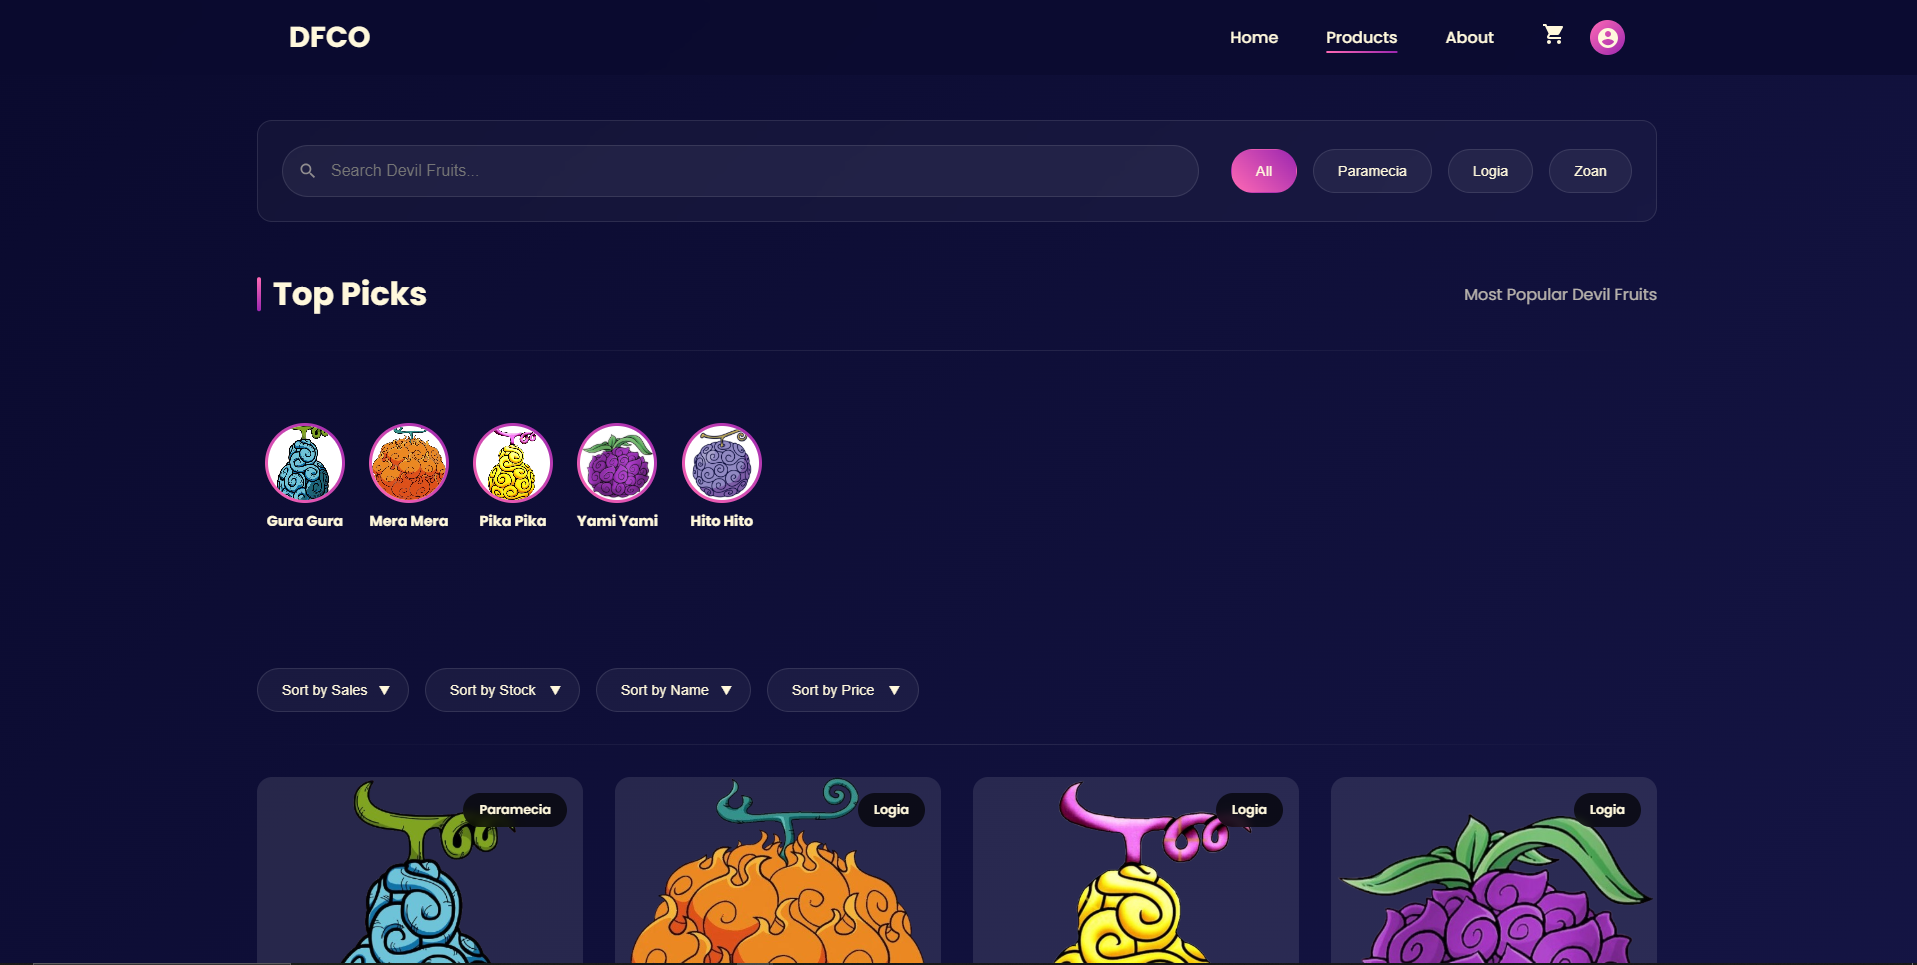 DFCO
Home Products About
Search Devil Fruits...
All Paramecia Logia Zoan
Top Picks
Most Popular Devil Fruits
Gura Gura Mera Mera Pika Pika Yami Yami Hito Hito
Sort by Sales ▼ Sort by Stock ▼ Sort by Name ▼ Sort by Price ▼
Paramecia Logia Logia Logia